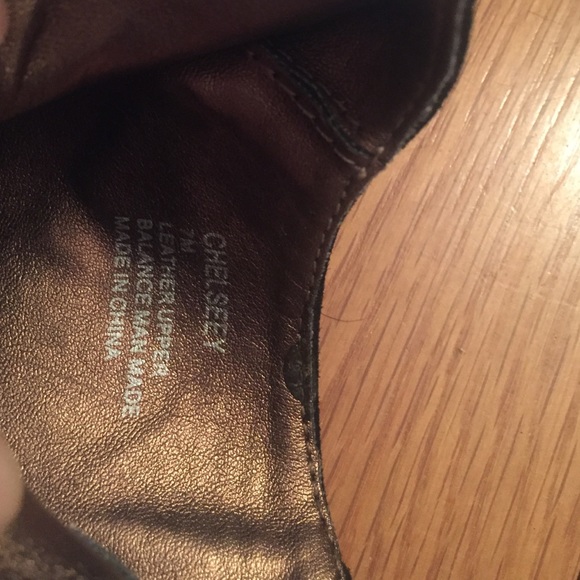 CHELSEEY
7M
LEATHER UPPER
BALANCE MAN MADE
MADE IN CHINA